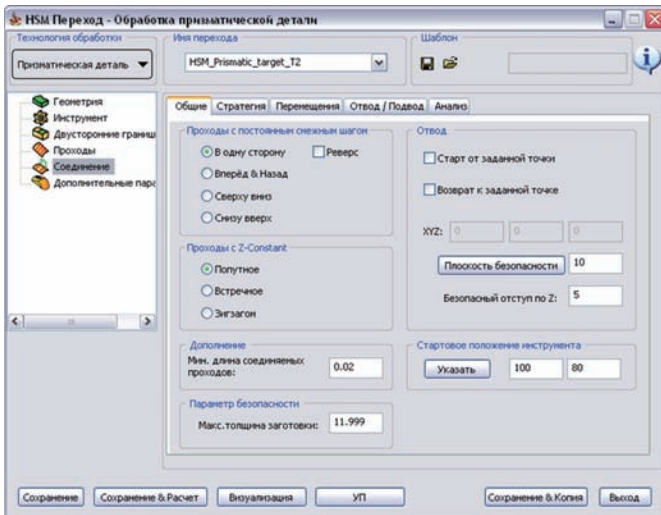 HSM Переход - Обработка призматической детали
Технология обработки
Призматическая деталь
Имя перехода
HSM_Prismatic_target_T2
Шаблон
Геометрия
Инструмент
Двусторонние границ
Проходы
Соединение
Дополнительные пара
Общие Стратегия Перемещения Отвод / Подвод Анализ
Проходы с постоянным смежным шагом
В одну сторону Реверс
Вперёд & Назад
Сверху вниз
Снизу вверх
Проходы с Z-Constant
Попутное
Встречное
Зигзагом
Дополнение
Мин. длина соединяемых
проходов: 0.02
Параметр безопасности
Макс.толщина заготовки: 11.999
Отвод
Старт от заданной точки
Возврат к заданной точке
XYZ: 0 0 0
Плоскость безопасности 10
Безопасный отступ по Z: 5
Стартовое положение инструмента
Указать 100 80
Сохранение Сохранение & Расчет Визуализация УП Сохранение & Копия Выход